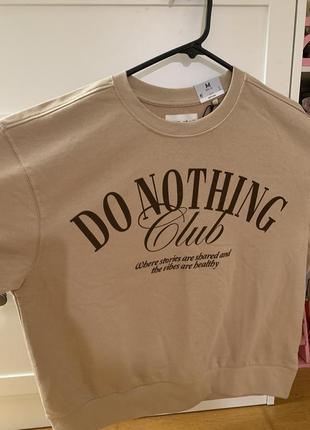 M
DO NOTHING
Club
Where stories are shared and
the vibes are healthy